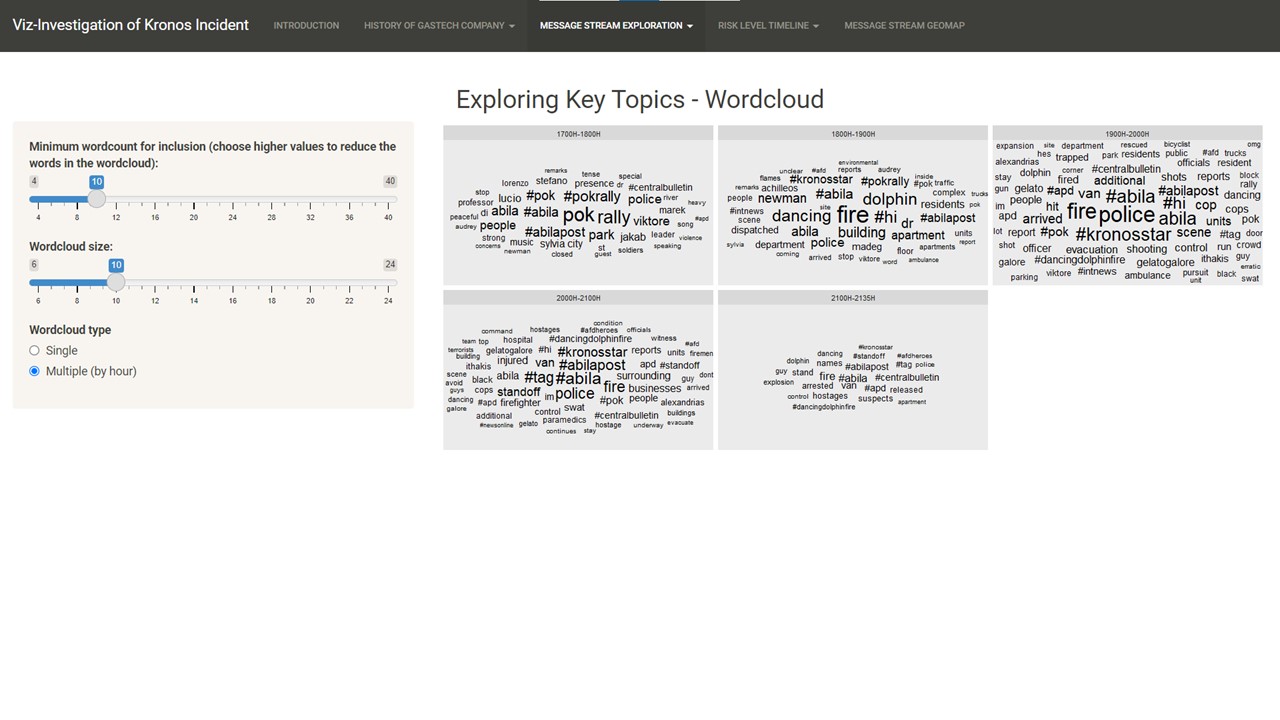 Viz-Investigation of Kronos Incident
INTRODUCTION
HISTORY OF GASTECH COMPANY
MESSAGE STREAM EXPLORATION
RISK LEVEL TIMELINE
MESSAGE STREAM GEOMAP
Exploring Key Topics - Wordcloud
Minimum wordcount for inclusion (choose higher values to reduce the
words in the wordcloud):
4 10 40
4 8 12 16 20 24 28 32 36 40
Wordcloud size:
6 10 24
6 8 10 12 14 16 18 20 22 24
Wordcloud type
Single
Multiple (by hour)
1700H-1800H
remarks
tense special
lorenzo stefano presence dr #centralbulletin
stop
professor lucio #pok #pokrally police river heavy
peaceful di abila #abila pok rally viktore marek #apd
audrey people song
#abilapost park jakab leader violence
strong music sylvia city st soldiers speaking
concerns newman closed guest
1800H-1900H
environmental
unclear #afd reports audrey
flames #kronosstar #pokrally inside #pok traffic
remarks achilleos
people newman #abila dolphin complex trucks
#intnews site residents pok
scene dancing fire #hi dr #abilapost
dispatched abila building apartment units
sylvia department police madeg floor apartments report
coming arrived stop viktore word ambulance
1900H-2000H
expansion site department rescued bicyclist omg
alexandrias hes trapped park residents public #afd trucks
officials resident
stay dolphin corner #centralbulletin
fired additional shots reports block
gun gelato #apd van #abila #abilapost rally
people #hi cop dancing
im hit fire police abila cops
apd arrived units pok
lot report #pok #kronosstar scene #tag door
shot officer evacuation shooting control run crowd
galore #dancingdolphinfire ithakis guy
viktore #intnews gelatogalore erratic
parking ambulance pursuit black swat
unit
2000H-2100H
condition
command hostages #afdheroes officials
team top hospital #dancingdolphinfire witness
terrorists gelatogalore #hi #kronosstar reports units #afd
building firemen
ithakis injured van #abilapost apd #standoff
scene black abila #tag #abila surrounding guy dont
avoid
guys cops standoff police fire businesses arrived
dancing #apd firefighter im #pok people alexandrias
galore
additional control swat #centralbulletin buildings
#newsonline gelato paramedics hostage underway evacuate
continues stay
2100H-2135H
#kronosstar
dancing #standoff #afdheroes
dolphin names #abilapost #tag police
guy stand fire #abila #centralbulletin
explosion arrested van #apd released
control hostages suspects apartment
#dancingdolphinfire